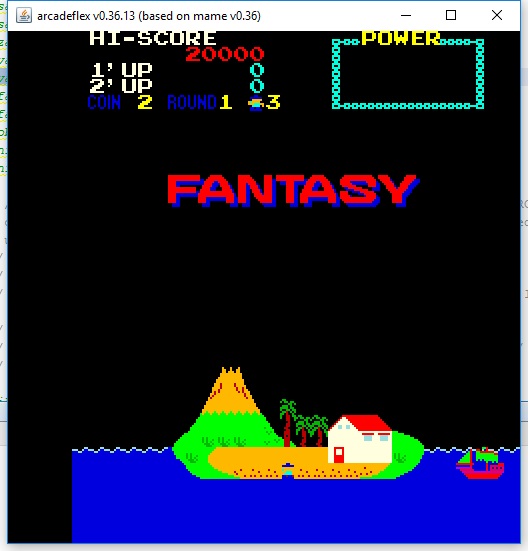 arcadeflex v0.36.13 (based on mame v0.36)
HI-SCORE
20000
1'UP 0
2'UP 0
COIN 2 ROUND 1 3
POWER
FANTASY